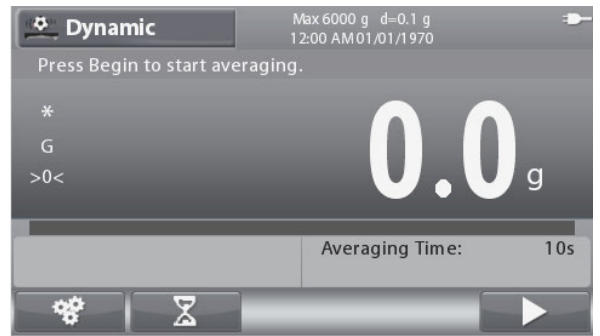 Dynamic
Max 6000 g d=0.1 g
12:00 AM 01/01/1970
Press Begin to start averaging.
*
G
>0<
0.0 g
Averaging Time: 10s